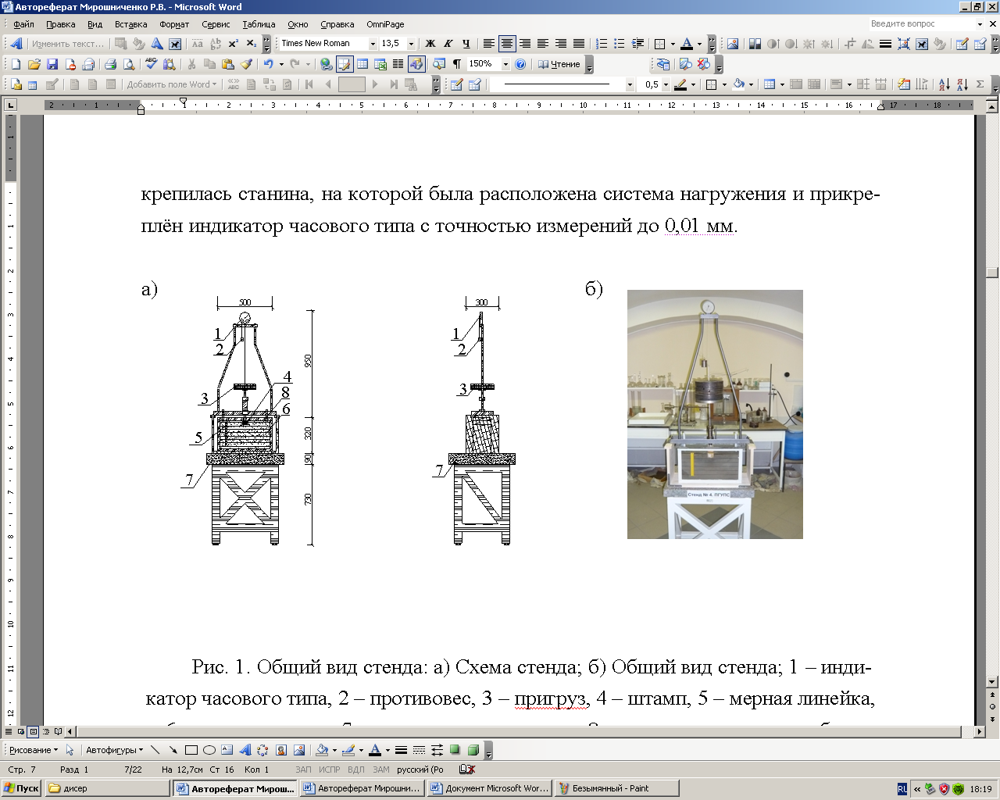 Автореферат Мирошниченко Р.В. - Microsoft Word
Файл Правка Вид Вставка Формат Сервис Таблица Окно Справка OmniPage
Введите вопрос
Изменить текст... Times New Roman 13,5 Ж К Ч
150% Чтение
Добавить поле Word 0,5
2 1 1 2 3 4 5 6 7 8 9 10 11 12 13 14 15 16 17 18
крепилась станина, на которой была расположена система нагружения и прикре-
плён индикатор часового типа с точностью измерений до 0,01 мм.
а) б)
500 300
1 1
2 2
950
4
3 8 3
6
5
320
90
7 7
730
Стенд № 4. ПГУПС
Рис. 1. Общий вид стенда: а) Схема стенда; б) Общий вид стенда; 1 – инди-
катор часового типа, 2 – противовес, 3 – пригруз, 4 – штамп, 5 – мерная линейка,
Рисование Автофигуры
Стр. 7 Разд 1 7/22 На 12,7см Ст 16 Кол 1 ЗАП ИСПР ВДЛ ЗАМ русский (Ро
Пуск дисер Автореферат Мирош... Автореферат Мирошни... Документ Microsoft Wor... Безымянный - Paint RU 18:19